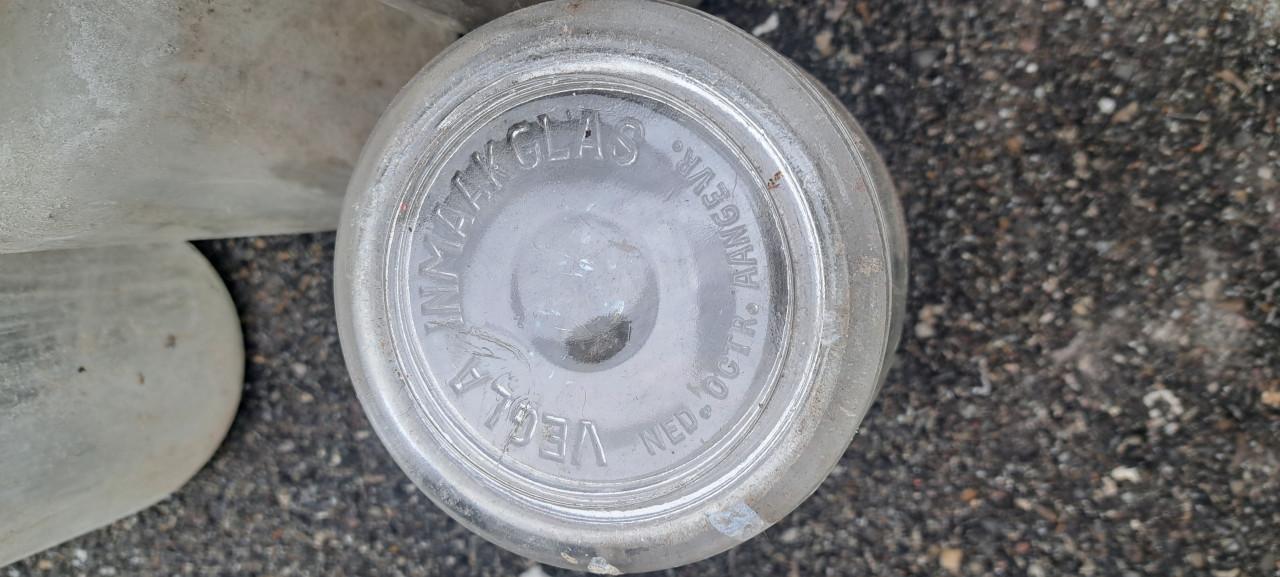 VEGLA INMAAKGLAS
NED. OCTR. AANGEVR.